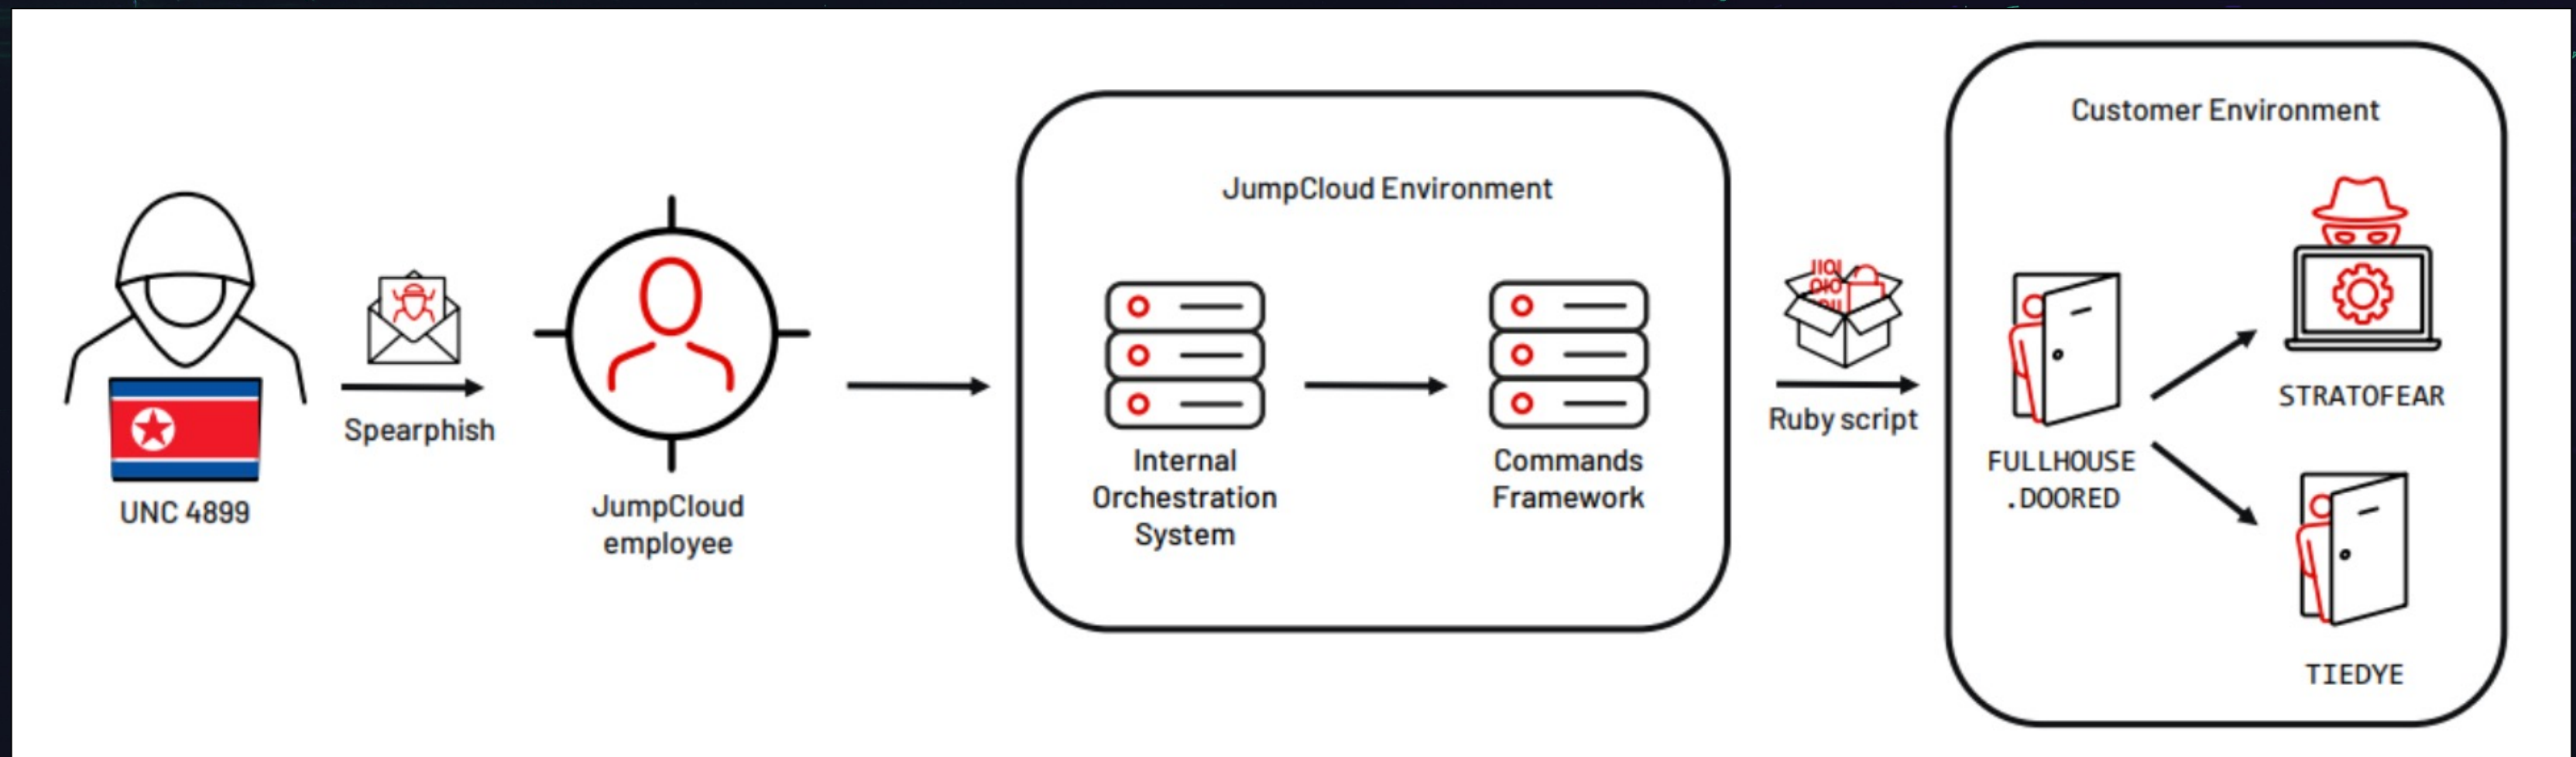 UNC 4899
Spearphish
JumpCloud
employee
JumpCloud Environment
Internal
Orchestration
System
Commands
Framework
Ruby script
Customer Environment
FULLHOUSE
.DOORED
STRATOFEAR
TIEDYE